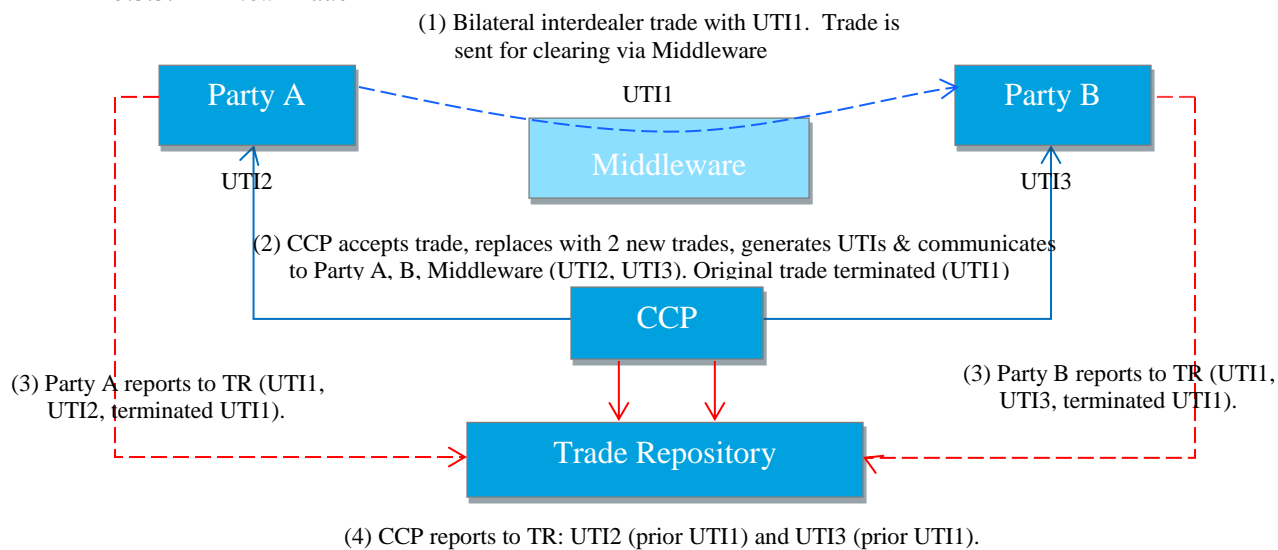 (1) Bilateral interdealer trade with UTI1.  Trade is
sent for clearing via Middleware
Party A
UTI1
Party B
Middleware
UTI2
UTI3
(2) CCP accepts trade, replaces with 2 new trades, generates UTIs & communicates
to Party A, B, Middleware (UTI2, UTI3). Original trade terminated (UTI1)
CCP
(3) Party A reports to TR (UTI1,
UTI2, terminated UTI1).
(3) Party B reports to TR (UTI1,
UTI3, terminated UTI1).
Trade Repository
(4) CCP reports to TR: UTI2 (prior UTI1) and UTI3 (prior UTI1).